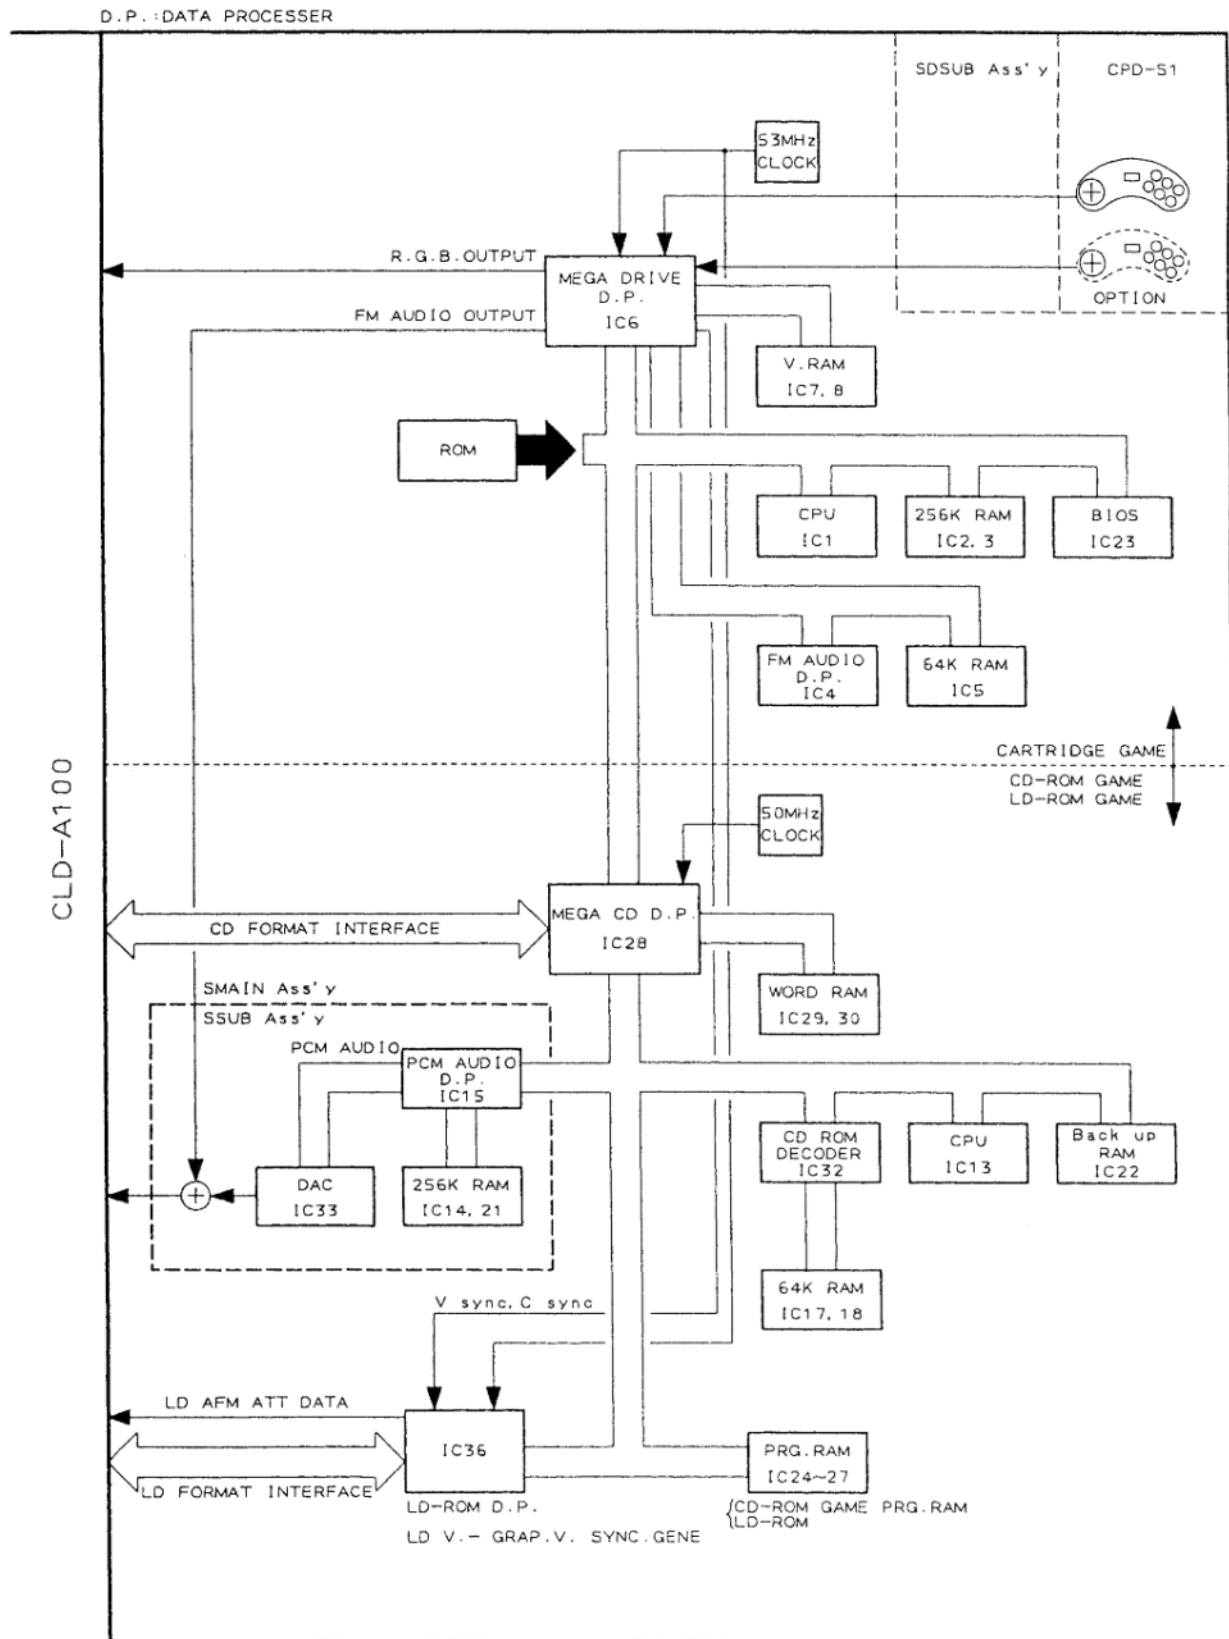 D.P.:DATA PROCESSER
SDSUB Ass'y
CPD-S1
53MHz
CLOCK
R.G.B.OUTPUT
MEGA DRIVE
D.P.
IC6
OPTION
FM AUDIO OUTPUT
V.RAM
IC7, 8
ROM
CPU
IC1
256K RAM
IC2, 3
BIOS
IC23
FM AUDIO
D.P.
IC4
64K RAM
IC5
CARTRIDGE GAME
CD-ROM GAME
LD-ROM GAME
CLD-A100
50MHz
CLOCK
MEGA CD D.P.
IC28
CD FORMAT INTERFACE
WORD RAM
IC29, 30
SMAIN Ass'y
SSUB Ass'y
PCM AUDIO
PCM AUDIO
D.P.
IC15
CD ROM
DECODER
IC32
CPU
IC13
Back up
RAM
IC22
DAC
IC33
256K RAM
IC14, 21
64K RAM
IC17, 18
V sync, C sync
LD AFM ATT DATA
IC36
PRG.RAM
IC24~27
LD FORMAT INTERFACE
LD-ROM D.P.
LD V.- GRAP.V. SYNC.GENE
CD-ROM GAME PRG.RAM
LD-ROM